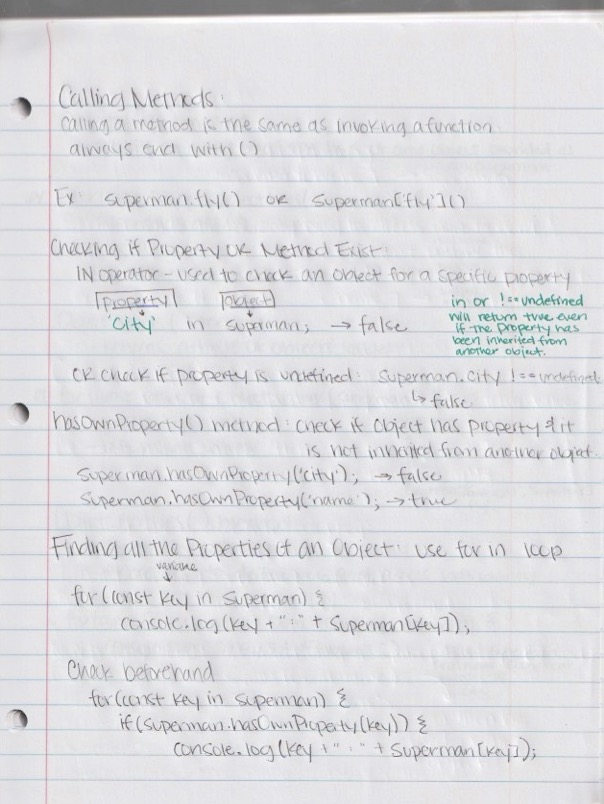 Calling Methods:
Calling a method is the same as invoking a function
always end with ()
Ex: superman.fly() OR superman['fly']()
Checking if Property OR Method Exist:
IN operator - used to check an object for a specific property
property object
'city' in superman; → false
in or !== undefined
will return true even
if the property has
been inherited from
another object.
OR check if property is undefined: superman.city !== undefined;
↳ false
hasOwnProperty() method: check if object has property & it
is not inherited from another object.
Superman.hasOwnProperty('city'); → false
Superman.hasOwnProperty('name'); → true
Finding all the Properties of an Object: use for in loop
variable
for (const key in superman) {
console.log(key + ":" + Superman[key]);
Check beforehand
for (const key in superman) {
if (superman.hasOwnProperty(key)) {
console.log(key + ":" + Superman[key]);